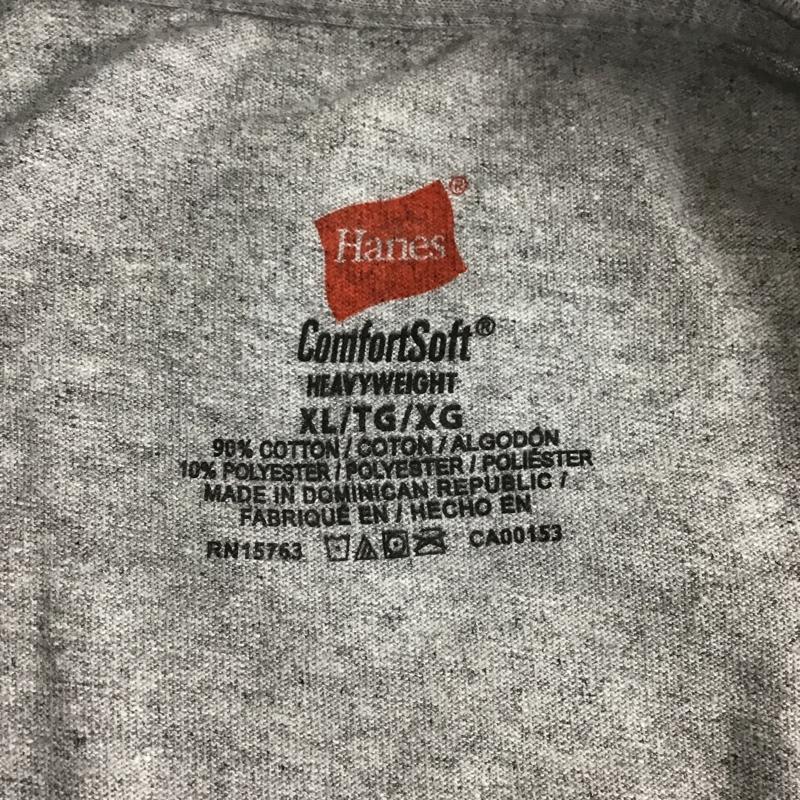 Hanes®
ComfortSoft®
HEAVYWEIGHT
XL/TG/XG
90% COTTON / COTON / ALGODÓN
10% POLYESTER / POLYESTER / POLIÉSTER
MADE IN DOMINICAN REPUBLIC /
FABRIQUÉ EN / HECHO EN
RN15763 CA00153